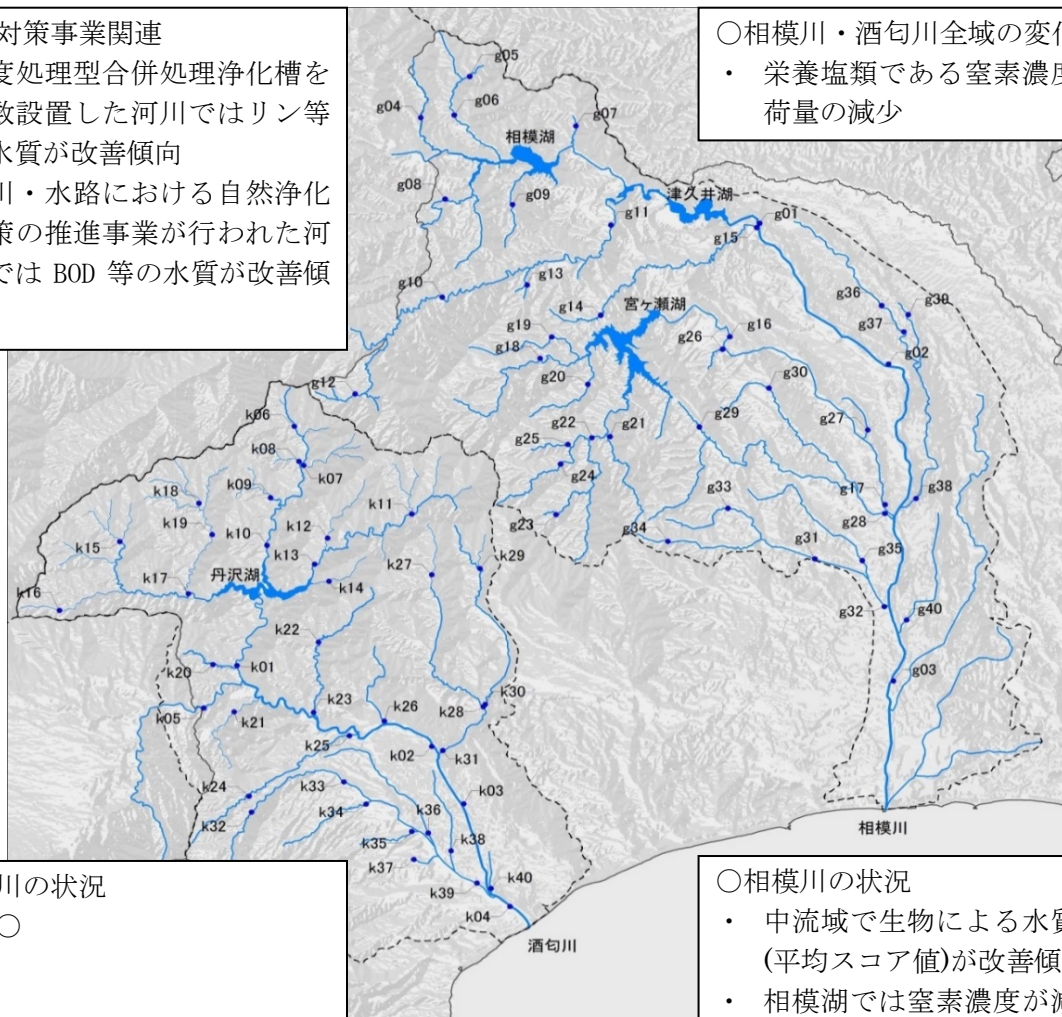 対策事業関連
度処理型合併処理浄化槽を
数設置した河川ではリン等
水質が改善傾向
川・水路における自然浄化
策の推進事業が行われた河
では BOD 等の水質が改善傾
○相模川・酒匂川全域の変化
・ 栄養塩類である窒素濃度
荷量の減少
g05
g04
g06
g07
相模湖
g08
g09
津久井湖
g11
g01
g15
g10
g13
g36
g39
宮ヶ瀬湖
g14
g37
g19
g16
g26
g18
g02
g12
g20
g30
k06
g22
g21
g29
g27
g25
k08
k07
g24
k18
k09
k11
g33
g17
g38
k19
k10
k12
g23
g34
g28
k15
k13
g31
k29
g35
k17
丹沢湖
k27
k16
k14
g32
g40
k22
k20
k01
g03
k05
k21
k23
k26
k28
k30
k25
k02
k31
k24
k33
k03
k32
k34
k36
相模川
k35
k38
k37
k39
k40
k04
酒匂川
川の状況
○
○相模川の状況
・ 中流域で生物による水質
(平均スコア値)が改善傾
・ 相模湖では窒素濃度が減